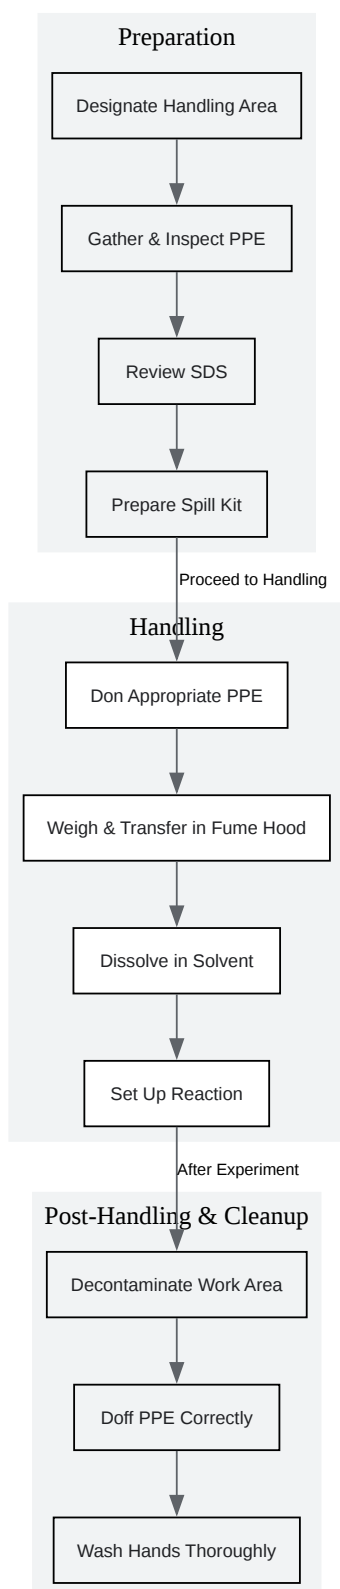 Preparation
Designate Handling Area
Gather & Inspect PPE
Review SDS
Prepare Spill Kit
Proceed to Handling
Handling
Don Appropriate PPE
Weigh & Transfer in Fume Hood
Dissolve in Solvent
Set Up Reaction
After Experiment
Post-Handling & Cleanup
Decontaminate Work Area
Doff PPE Correctly
Wash Hands Thoroughly